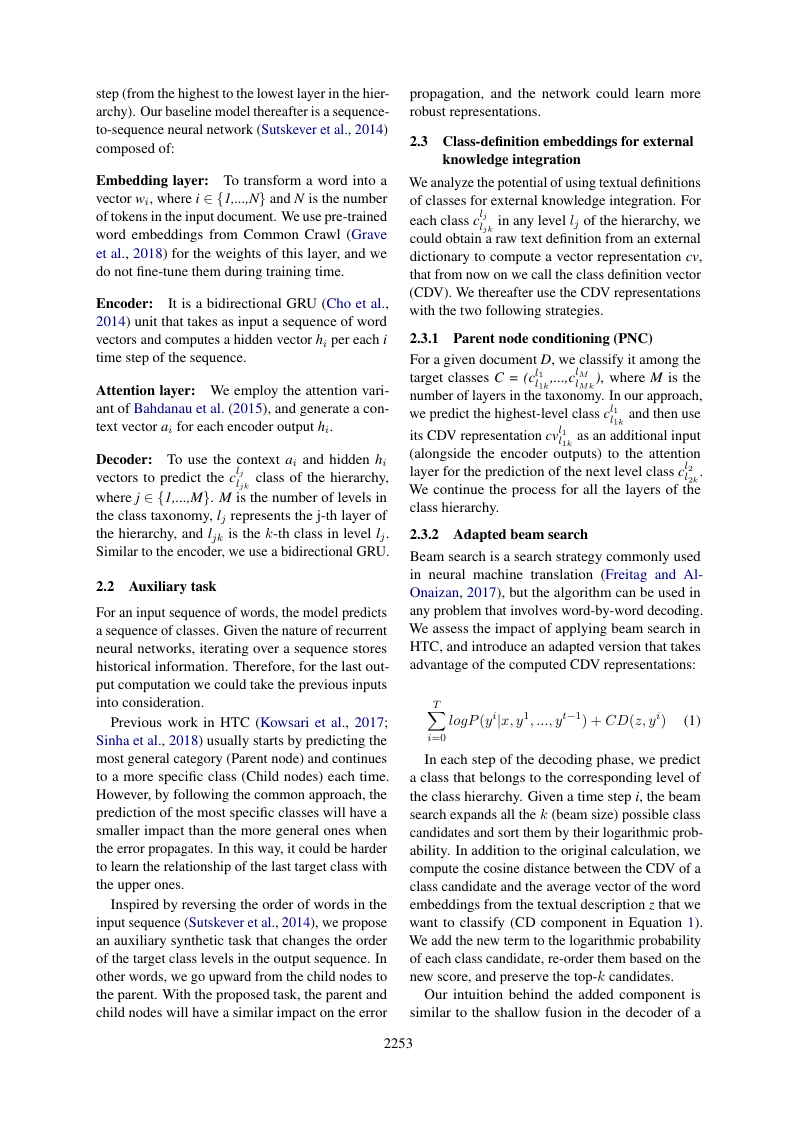 step (from the highest to the lowest layer in the hier-
archy). Our baseline model thereafter is a sequence-
to-sequence neural network (Sutskever et al., 2014)
composed of:
Embedding layer: To transform a word into a
vector w_i, where i ∈ {1,...,N} and N is the number
of tokens in the input document. We use pre-trained
word embeddings from Common Crawl (Grave
et al., 2018) for the weights of this layer, and we
do not fine-tune them during training time.
Encoder: It is a bidirectional GRU (Cho et al.,
2014) unit that takes as input a sequence of word
vectors and computes a hidden vector h_i per each i
time step of the sequence.
Attention layer: We employ the attention vari-
ant of Bahdanau et al. (2015), and generate a con-
text vector a_i for each encoder output h_i.
Decoder: To use the context a_i and hidden h_i
vectors to predict the c^{l_j}_{l_{jk}} class of the hierarchy,
where j ∈ {1,...,M}. M is the number of levels in
the class taxonomy, l_j represents the j-th layer of
the hierarchy, and l_{jk} is the k-th class in level l_j.
Similar to the encoder, we use a bidirectional GRU.
2.2 Auxiliary task
For an input sequence of words, the model predicts
a sequence of classes. Given the nature of recurrent
neural networks, iterating over a sequence stores
historical information. Therefore, for the last out-
put computation we could take the previous inputs
into consideration.
Previous work in HTC (Kowsari et al., 2017;
Sinha et al., 2018) usually starts by predicting the
most general category (Parent node) and continues
to a more specific class (Child nodes) each time.
However, by following the common approach, the
prediction of the most specific classes will have a
smaller impact than the more general ones when
the error propagates. In this way, it could be harder
to learn the relationship of the last target class with
the upper ones.
Inspired by reversing the order of words in the
input sequence (Sutskever et al., 2014), we propose
an auxiliary synthetic task that changes the order
of the target class levels in the output sequence. In
other words, we go upward from the child nodes to
the parent. With the proposed task, the parent and
child nodes will have a similar impact on the error
propagation, and the network could learn more
robust representations.
2.3 Class-definition embeddings for external
knowledge integration
We analyze the potential of using textual definitions
of classes for external knowledge integration. For
each class c^{l_j}_{l_{jk}} in any level l_j of the hierarchy, we
could obtain a raw text definition from an external
dictionary to compute a vector representation cv,
that from now on we call the class definition vector
(CDV). We thereafter use the CDV representations
with the two following strategies.
2.3.1 Parent node conditioning (PNC)
For a given document D, we classify it among the
target classes C = (c^{l_1}_{l_{1k}},...,c^{l_M}_{l_{Mk}}), where M is the
number of layers in the taxonomy. In our approach,
we predict the highest-level class c^{l_1}_{l_{1k}} and then use
its CDV representation cv^{l_1}_{l_{1k}} as an additional input
(alongside the encoder outputs) to the attention
layer for the prediction of the next level class c^{l_2}_{l_{2k}}.
We continue the process for all the layers of the
class hierarchy.
2.3.2 Adapted beam search
Beam search is a search strategy commonly used
in neural machine translation (Freitag and Al-
Onaizan, 2017), but the algorithm can be used in
any problem that involves word-by-word decoding.
We assess the impact of applying beam search in
HTC, and introduce an adapted version that takes
advantage of the computed CDV representations:
\sum_{i=0}^{T} logP(y^i|x, y^1, ..., y^{t−1}) + CD(z, y^i) (1)
In each step of the decoding phase, we predict
a class that belongs to the corresponding level of
the class hierarchy. Given a time step i, the beam
search expands all the k (beam size) possible class
candidates and sort them by their logarithmic prob-
ability. In addition to the original calculation, we
compute the cosine distance between the CDV of a
class candidate and the average vector of the word
embeddings from the textual description z that we
want to classify (CD component in Equation 1).
We add the new term to the logarithmic probability
of each class candidate, re-order them based on the
new score, and preserve the top-k candidates.
Our intuition behind the added component is
similar to the shallow fusion in the decoder of a
2253